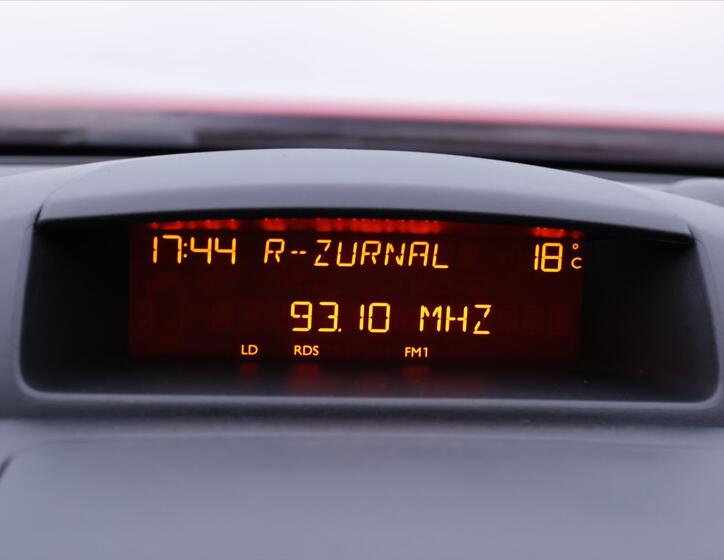 17:44 R-ZURNAL 18°C
93.10 MHZ
LD RDS FM1